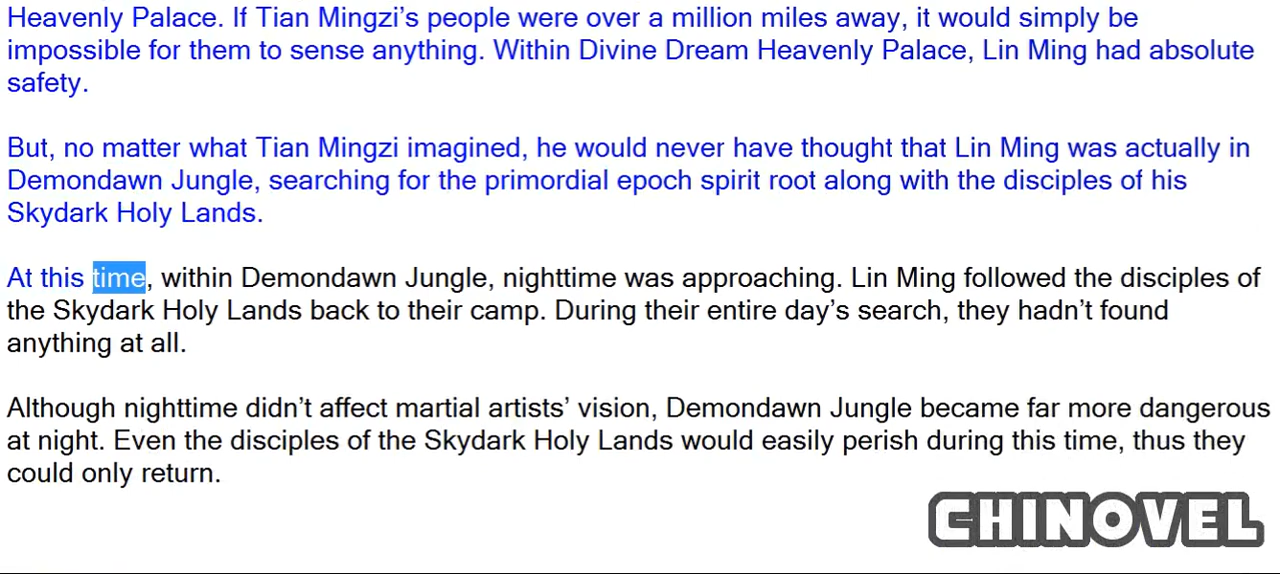 Heavenly Palace. If Tian Mingzi’s people were over a million miles away, it would simply be
impossible for them to sense anything. Within Divine Dream Heavenly Palace, Lin Ming had absolute
safety.
But, no matter what Tian Mingzi imagined, he would never have thought that Lin Ming was actually in
Demondawn Jungle, searching for the primordial epoch spirit root along with the disciples of his
Skydark Holy Lands.
At this time, within Demondawn Jungle, nighttime was approaching. Lin Ming followed the disciples of
the Skydark Holy Lands back to their camp. During their entire day’s search, they hadn’t found
anything at all.
Although nighttime didn’t affect martial artists’ vision, Demondawn Jungle became far more dangerous
at night. Even the disciples of the Skydark Holy Lands would easily perish during this time, thus they
could only return.
CHINOVEL